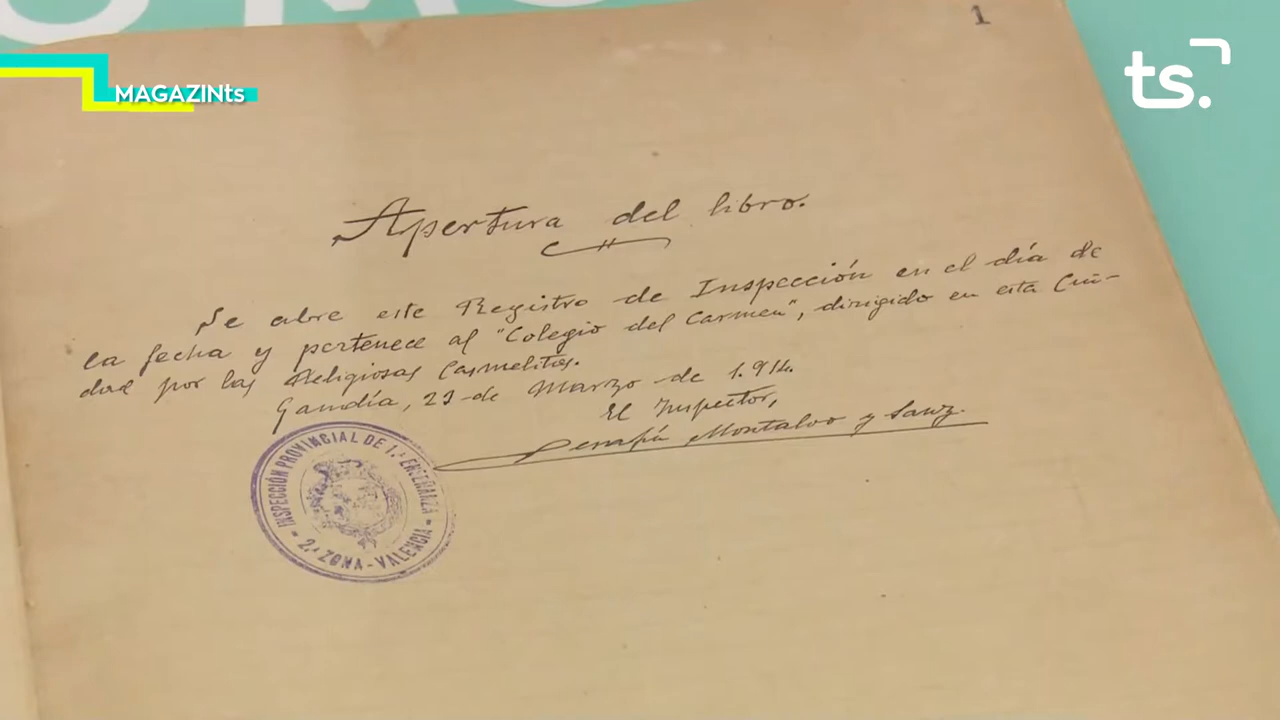 1
MAGAZINts
ts.
Apertura del libro.
Se abre este Registro de Inspección en el día de
la fecha y pertenece al "Colegio del Carmen", dirigido en esta Ciu-
dad por las Religiosas Carmelitas.
Gandía, 23 de Marzo de 1.914.
El Inspector,
Serafín Montalvo y Sanz.
INSPECCIÓN PROVINCIAL DE 1.ª ENSEÑANZA
2.ª ZONA-VALENCIA